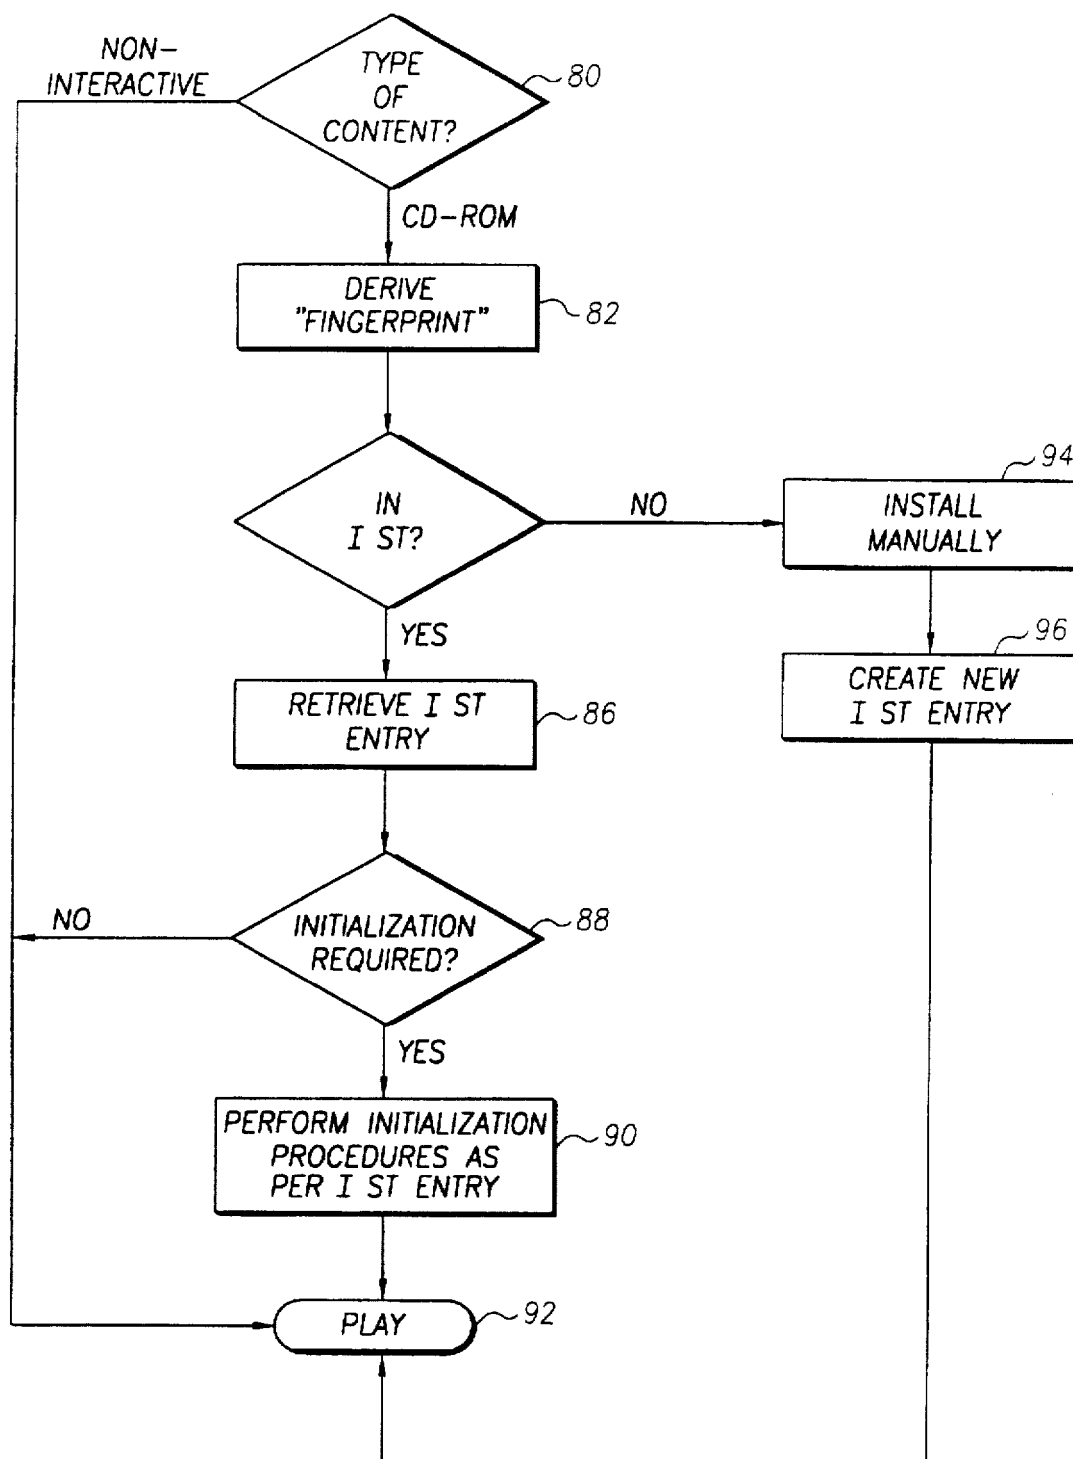 NON-
INTERACTIVE
TYPE
OF
CONTENT?
80
CD-ROM
DERIVE
"FINGERPRINT"
82
IN
I ST?
NO
94
INSTALL
MANUALLY
YES
96
CREATE NEW
I ST ENTRY
RETRIEVE I ST
ENTRY
86
NO
INITIALIZATION
REQUIRED?
88
YES
PERFORM INITIALIZATION
PROCEDURES AS
PER I ST ENTRY
90
PLAY
92